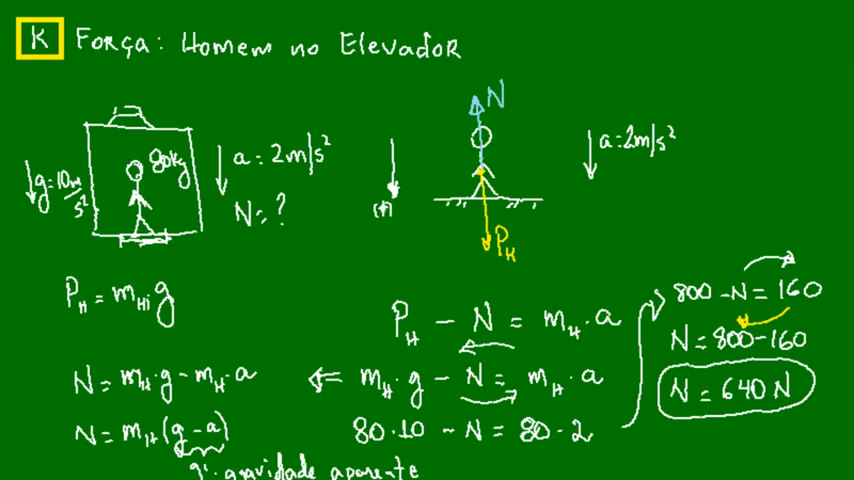 K Força: Homem no Elevador
g=10m/s²
80kg
a = 2m/s²
N = ?
(+)
N
P_H
a=2m/s²
P_H = m_H · g
P_H - N = m_H · a
N = m_H · g - m_H · a
⇐ m_H · g - N = m_H · a
N = m_H (g - a)
80·10 - N = 80·2
g': gravidade aparente
800 - N = 160
N = 800 - 160
N = 640 N